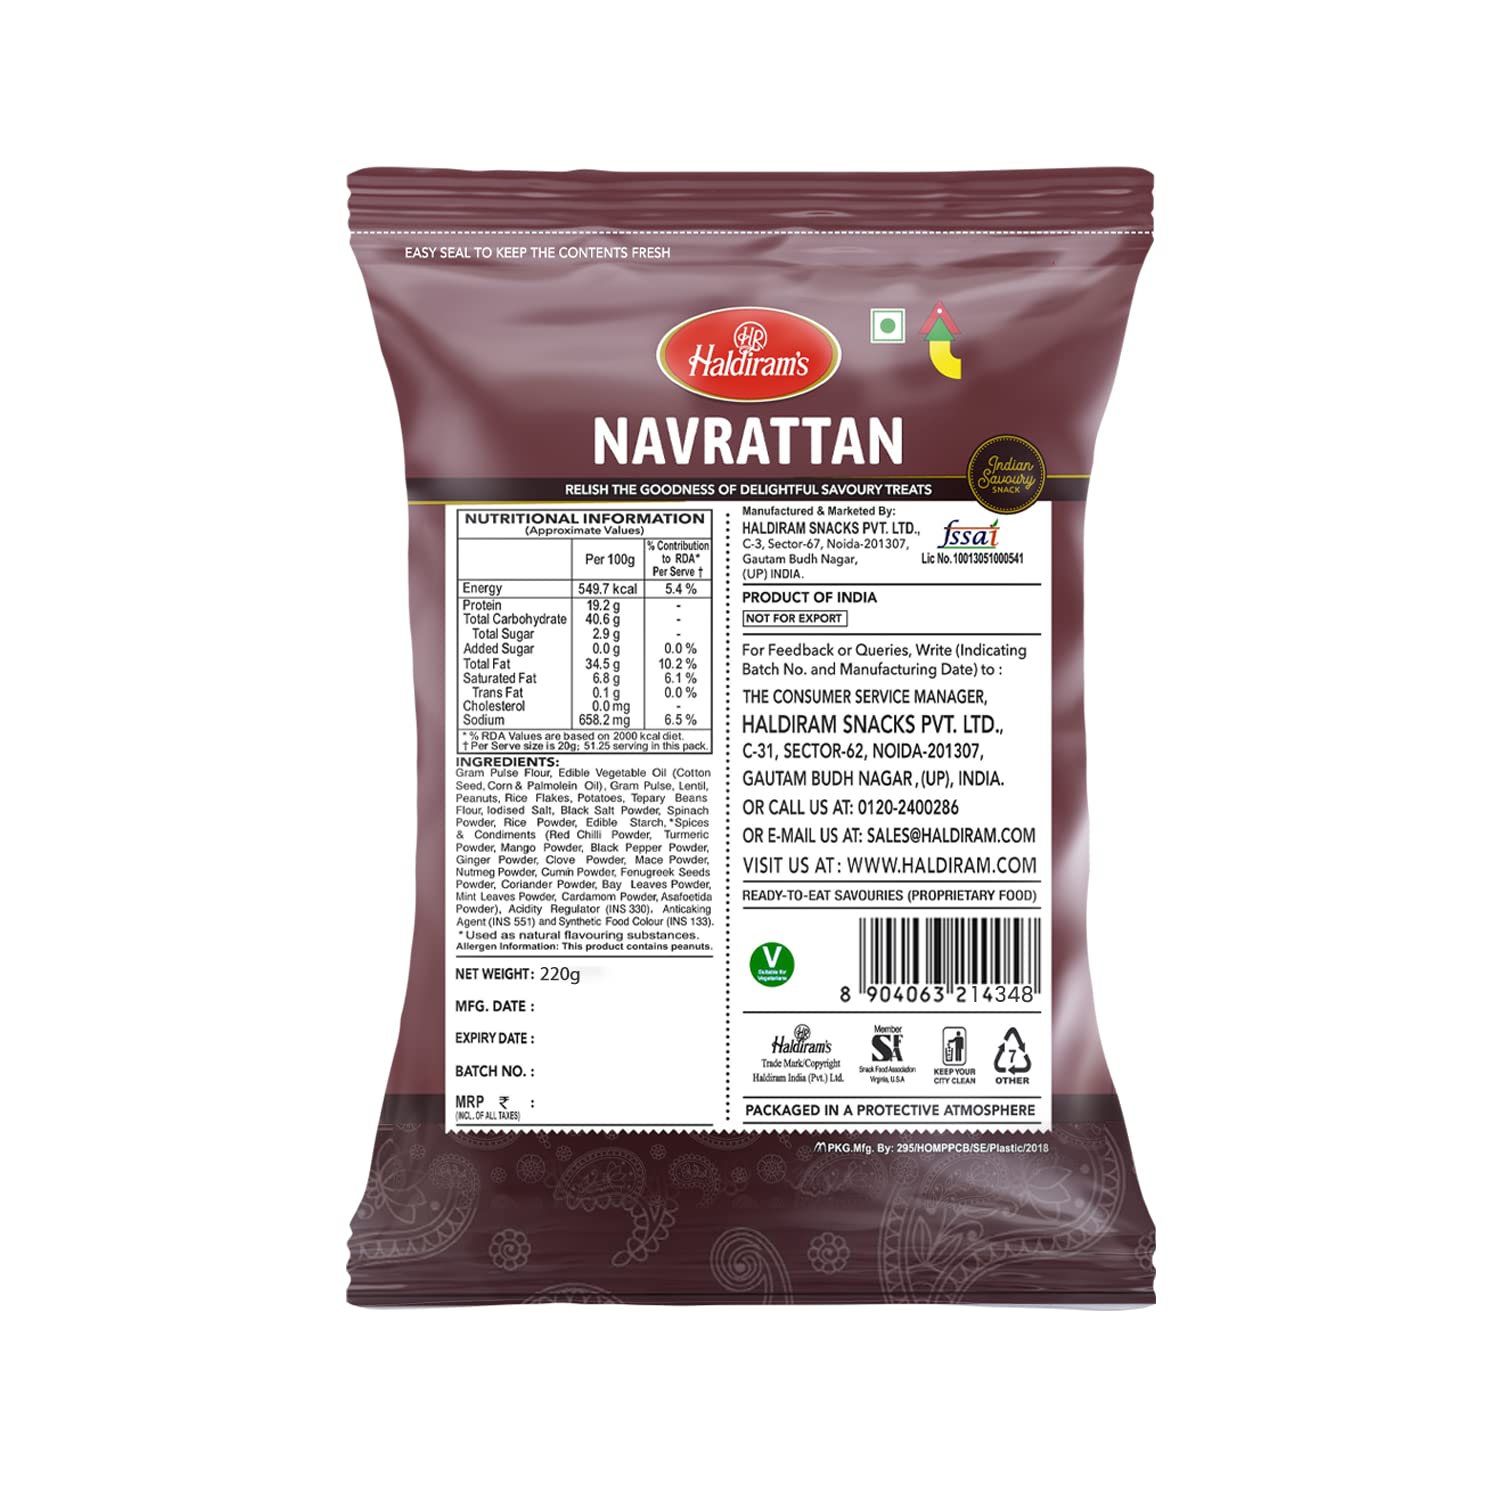 EASY SEAL TO KEEP THE CONTENTS FRESH
HR
Haldiram's
NAVRATTAN
Indian
Savoury
SNACK
RELISH THE GOODNESS OF DELIGHTFUL SAVOURY TREATS
NUTRITIONAL INFORMATION
(Approximate Values)
Per 100g % Contribution to RDA* Per Serve †
Energy 549.7 kcal 5.4 %
Protein 19.2 g -
Total Carbohydrate 40.6 g -
Total Sugar 2.9 g -
Added Sugar 0.0 g 0.0 %
Total Fat 34.5 g 10.2 %
Saturated Fat 6.8 g 6.1 %
Trans Fat 0.1 g 0.0 %
Cholesterol 0.0 mg -
Sodium 658.2 mg 6.5 %
* % RDA Values are based on 2000 kcal diet.
† Per Serve size is 20g; 51.25 serving in this pack.
INGREDIENTS:
Gram Pulse Flour, Edible Vegetable Oil (Cotton
Seed, Corn & Palmolein Oil), Gram Pulse, Lentil,
Peanuts, Rice Flakes, Potatoes, Tepary Beans
Flour, Iodised Salt, Black Salt Powder, Spinach
Powder, Rice Powder, Edible Starch, *Spices
& Condiments (Red Chilli Powder, Turmeric
Powder, Mango Powder, Black Pepper Powder,
Ginger Powder, Clove Powder, Mace Powder,
Nutmeg Powder, Cumin Powder, Fenugreek Seeds
Powder, Coriander Powder, Bay Leaves Powder,
Mint Leaves Powder, Cardamom Powder, Asafoetida
Powder), Acidity Regulator (INS 330), Anticaking
Agent (INS 551) and Synthetic Food Colour (INS 133).
* Used as natural flavouring substances.
Allergen Information: This product contains peanuts.
NET WEIGHT: 220g
MFG. DATE :
EXPIRY DATE :
BATCH NO. :
MRP ₹ :
(INCL. OF ALL TAXES)
Manufactured & Marketed By:
HALDIRAM SNACKS PVT. LTD.,
C-3, Sector-67, Noida-201307,
Gautam Budh Nagar,
(UP) INDIA.
fssai
Lic No. 10013051000541
PRODUCT OF INDIA
NOT FOR EXPORT
For Feedback or Queries, Write (Indicating
Batch No. and Manufacturing Date) to :
THE CONSUMER SERVICE MANAGER,
HALDIRAM SNACKS PVT. LTD.,
C-31, SECTOR-62, NOIDA-201307,
GAUTAM BUDH NAGAR, (UP), INDIA.
OR CALL US AT: 0120-2400286
OR E-MAIL US AT: SALES@HALDIRAM.COM
VISIT US AT: WWW.HALDIRAM.COM
READY-TO-EAT SAVOURIES (PROPRIETARY FOOD)
V
Suitable for
Vegetarians
8 904063 214348
HR
Haldiram's
Trade Mark/Copyright
Haldiram India (Pvt.) Ltd.
Member
SFA
Snack Food Association
Virginia, U.S.A
KEEP YOUR
CITY CLEAN
7
OTHER
PACKAGED IN A PROTECTIVE ATMOSPHERE
PKG.Mfg. By: 295/HOMPPCB/SE/Plastic/2018